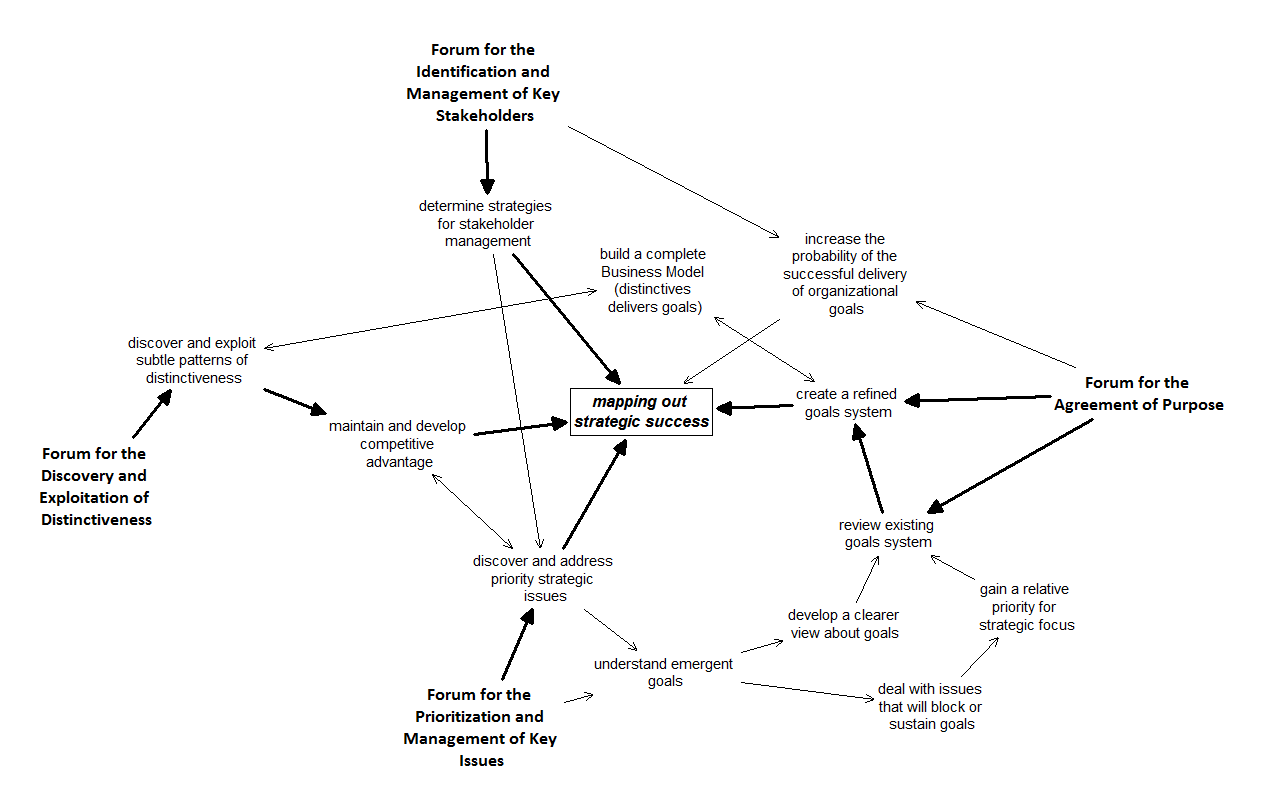 Forum for the
Identification and
Management of Key
Stakeholders
determine strategies
for stakeholder
management
build a complete
Business Model
(distinctives
delivers goals)
increase the
probability of the
successful delivery
of organizational
goals
discover and exploit
subtle patterns of
distinctiveness
mapping out
strategic success
create a refined
goals system
Forum for the
Agreement of Purpose
maintain and develop
competitive
advantage
Forum for the
Discovery and
Exploitation of
Distinctiveness
review existing
goals system
discover and address
priority strategic
issues
gain a relative
priority for
strategic focus
develop a clearer
view about goals
understand emergent
goals
deal with issues
that will block or
sustain goals
Forum for the
Prioritization and
Management of Key
Issues